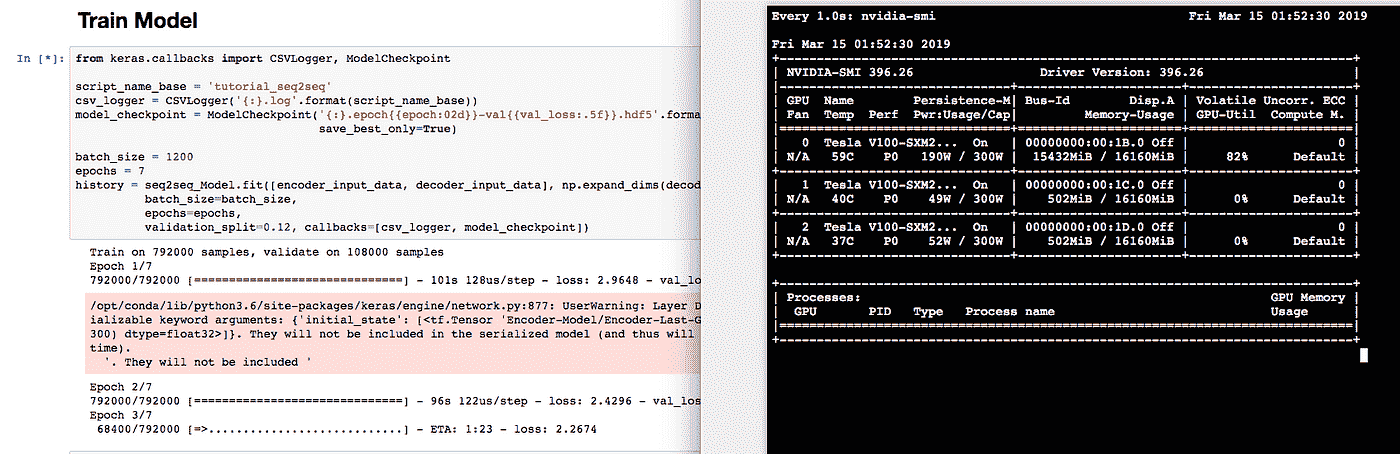 Train Model
In [*]:
from keras.callbacks import CSVLogger, ModelCheckpoint
script_name_base = 'tutorial_seq2seq'
csv_logger = CSVLogger('{:}.log'.format(script_name_base))
model_checkpoint = ModelCheckpoint('{:}.epoch{{epoch:02d}}-val{{val_loss:.5f}}.hdf5'.forma
save_best_only=True)
batch_size = 1200
epochs = 7
history = seq2seq_Model.fit([encoder_input_data, decoder_input_data], np.expand_dims(decod
batch_size=batch_size,
epochs=epochs,
validation_split=0.12, callbacks=[csv_logger, model_checkpoint])
Train on 792000 samples, validate on 108000 samples
Epoch 1/7
792000/792000 [==============================] - 101s 128us/step - loss: 2.9648 - val_lo
/opt/conda/lib/python3.6/site-packages/keras/engine/network.py:877: UserWarning: Layer D
ializable keyword arguments: {'initial_state': [<tf.Tensor 'Encoder-Model/Encoder-Last-G
300) dtype=float32>]}. They will not be included in the serialized model (and thus will
time).
'. They will not be included '
Epoch 2/7
792000/792000 [==============================] - 96s 122us/step - loss: 2.4296 - val_los
Epoch 3/7
68400/792000 [=>............................] - ETA: 1:23 - loss: 2.2674
Every 1.0s: nvidia-smi Fri Mar 15 01:52:30 2019
Fri Mar 15 01:52:30 2019
NVIDIA-SMI 396.26 Driver Version: 396.26
GPU Name Persistence-M| Bus-Id Disp.A | Volatile Uncorr. ECC
Fan Temp Perf Pwr:Usage/Cap| Memory-Usage | GPU-Util Compute M.
0 Tesla V100-SXM2... On | 00000000:00:1B.0 Off | 0
N/A 59C P0 190W / 300W | 15432MiB / 16160MiB | 82% Default
1 Tesla V100-SXM2... On | 00000000:00:1C.0 Off | 0
N/A 40C P0 49W / 300W | 502MiB / 16160MiB | 0% Default
2 Tesla V100-SXM2... On | 00000000:00:1D.0 Off | 0
N/A 37C P0 52W / 300W | 502MiB / 16160MiB | 0% Default
Processes: GPU Memory
GPU PID Type Process name Usage